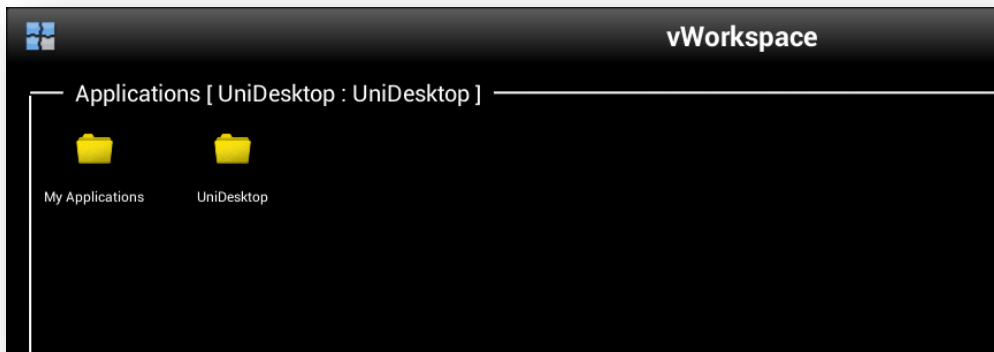 vWorkspace
Applications [ UniDesktop : UniDesktop ]
My Applications
UniDesktop